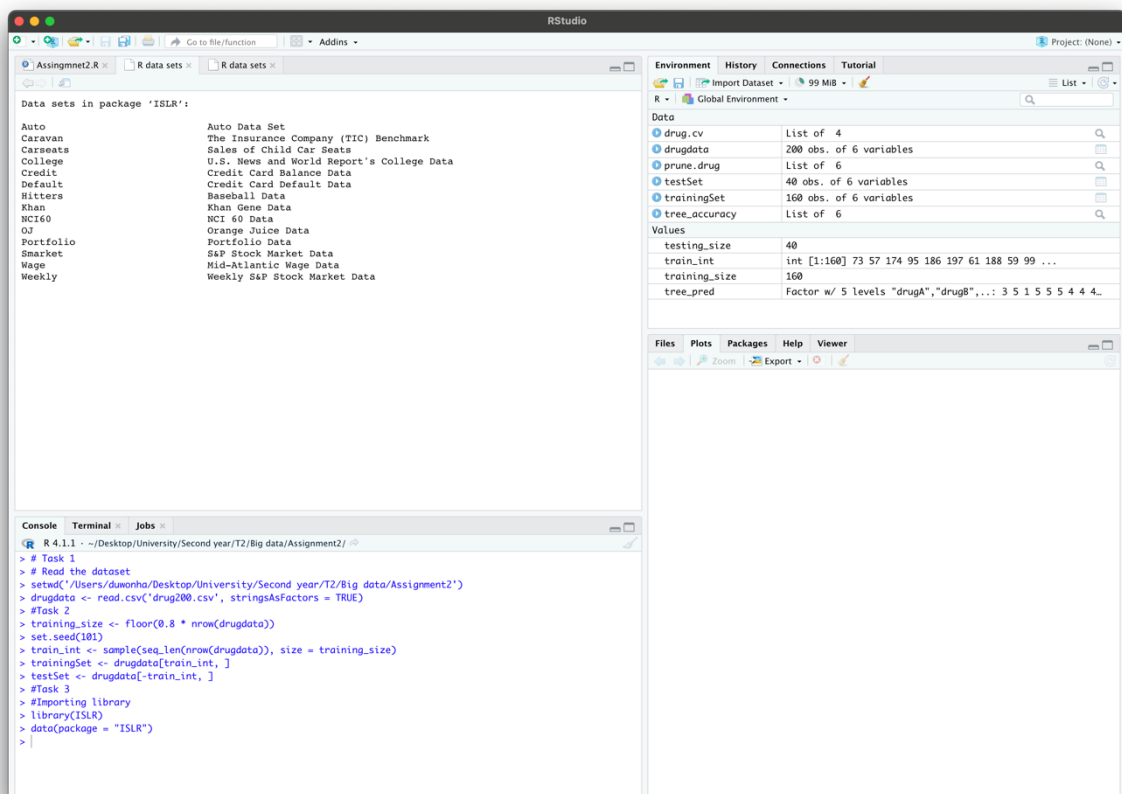 RStudio
Go to file/function
Addins
Project: (None)
Assingmnet2.R
R data sets
R data sets
Data sets in package ‘ISLR’:
Auto Auto Data Set
Caravan The Insurance Company (TIC) Benchmark
Carseats Sales of Child Car Seats
College U.S. News and World Report's College Data
Credit Credit Card Balance Data
Default Credit Card Default Data
Hitters Baseball Data
Khan Khan Gene Data
NCI60 NCI 60 Data
OJ Orange Juice Data
Portfolio Portfolio Data
Smarket S&P Stock Market Data
Wage Mid-Atlantic Wage Data
Weekly Weekly S&P Stock Market Data
Console Terminal Jobs
R R 4.1.1 · ~/Desktop/University/Second year/T2/Big data/Assignment2/
> # Task 1
> # Read the dataset
> setwd('/Users/duwonha/Desktop/University/Second year/T2/Big data/Assignment2')
> drugdata <- read.csv('drug200.csv', stringsAsFactors = TRUE)
> #Task 2
> training_size <- floor(0.8 * nrow(drugdata))
> set.seed(101)
> train_int <- sample(seq_len(nrow(drugdata)), size = training_size)
> trainingSet <- drugdata[train_int, ]
> testSet <- drugdata[-train_int, ]
> #Task 3
> #Importing library
> library(ISLR)
> data(package = "ISLR")
>
Environment History Connections Tutorial
Import Dataset 99 MiB List
R Global Environment
Data
drug.cv List of 4
drugdata 200 obs. of 6 variables
prune.drug List of 6
testSet 40 obs. of 6 variables
trainingSet 160 obs. of 6 variables
tree_accuracy List of 6
Values
testing_size 40
train_int int [1:160] 73 57 174 95 186 197 61 188 59 99 ...
training_size 160
tree_pred Factor w/ 5 levels "drugA","drugB",..: 3 5 1 5 5 5 4 4 4…
Files Plots Packages Help Viewer
Zoom Export